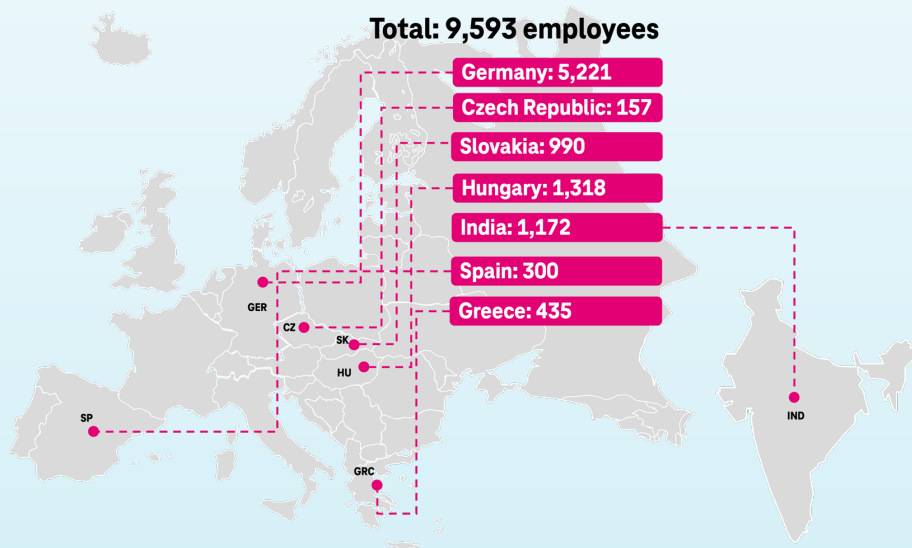 Total: 9,593 employees
Germany: 5,221
Czech Republic: 157
Slovakia: 990
Hungary: 1,318
India: 1,172
Spain: 300
Greece: 435
GER
CZ
SK
HU
SP
IND
GRC